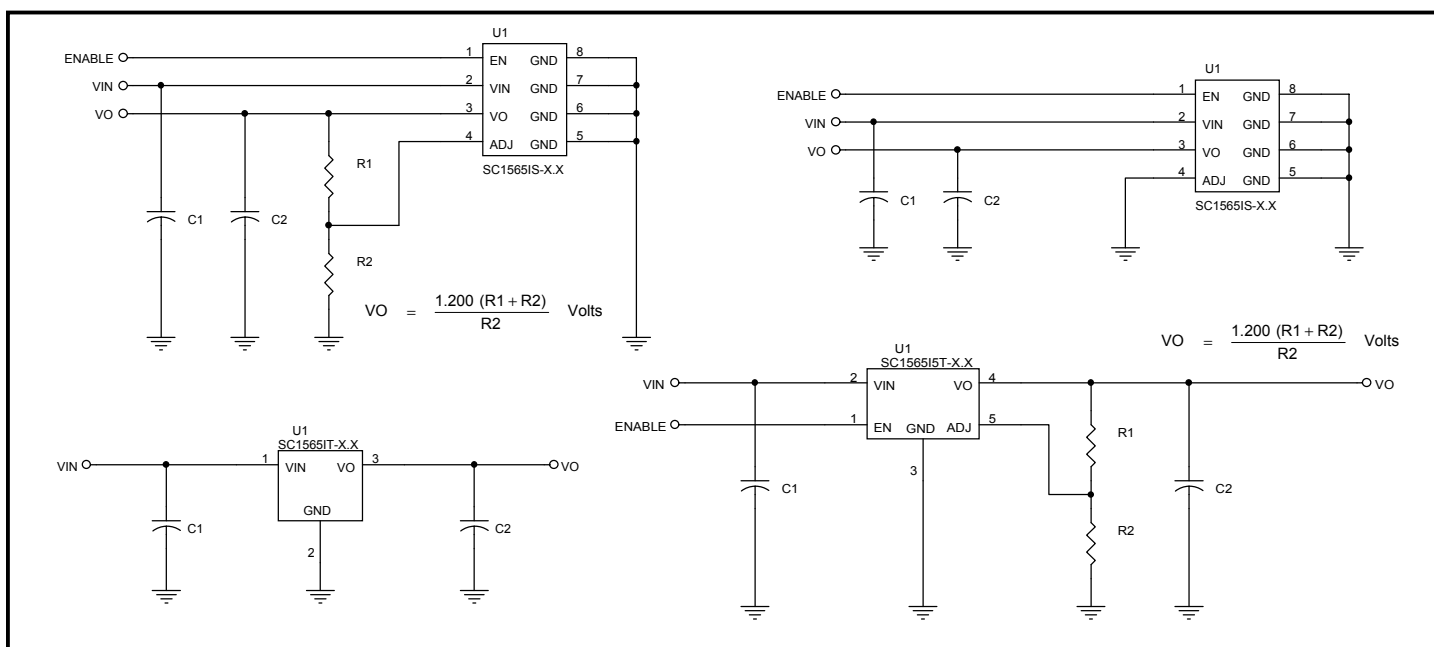 U1
ENABLE 1 EN GND 8
VIN 2 VIN GND 7
VO 3 VO GND 6
4 ADJ GND 5
SC1565IS-X.X
R1
C1 C2
R2
VO = 1.200 (R1 + R2)
R2
Volts
U1
ENABLE 1 EN GND 8
VIN 2 VIN GND 7
VO 3 VO GND 6
4 ADJ GND 5
C1 C2
SC1565IS-X.X
U1
SC1565IT-X.X
VIN 1 VIN VO 3 VO
GND
C1 C2
2
VO = 1.200 (R1 + R2)
R2
Volts
U1
SC1565I5T-X.X
VIN 2 VIN VO 4 VO
ENABLE 1 EN GND ADJ 5
R1
3
C1 C2
R2